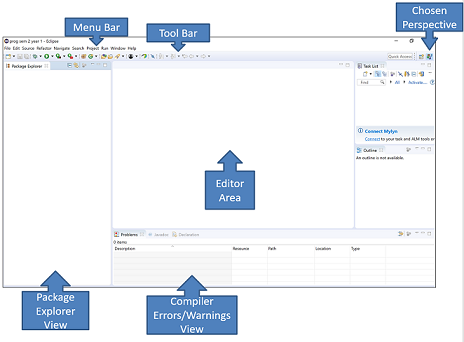 Menu Bar
Tool Bar
Chosen
Perspective
prog sem 2 year 1 - Eclipse
File Edit Source Refactor Navigate Search Project Run Window Help
Quick Access
Package Explorer
Task List
Find
All
Activate...
Connect Mylyn
Connect to your task and ALM tools or
Outline
An outline is not available.
Editor
Area
Problems Javadoc Declaration
0 items
Description Resource Path Location Type
Package
Explorer
View
Compiler
Errors/Warnings
View